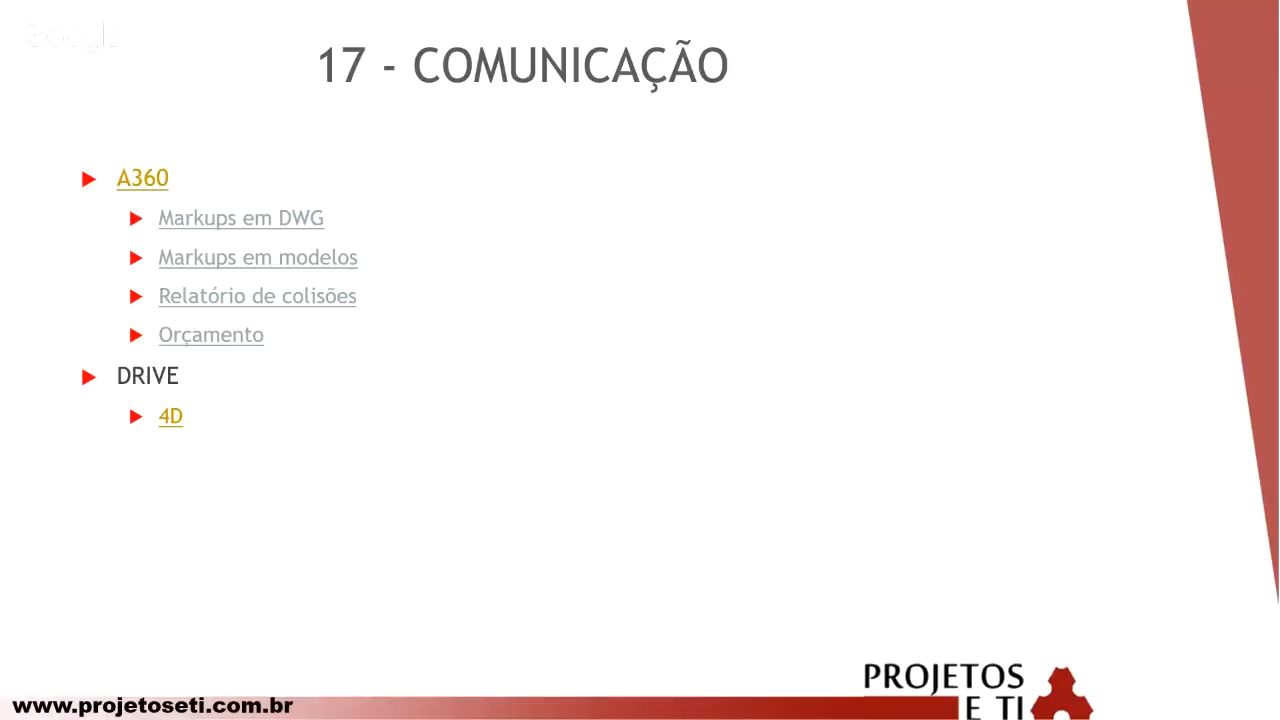 Google
17 - COMUNICAÇÃO
A360
Markups em DWG
Markups em modelos
Relatório de colisões
Orçamento
DRIVE
4D
PROJETOS
E TI
www.projetoseti.com.br